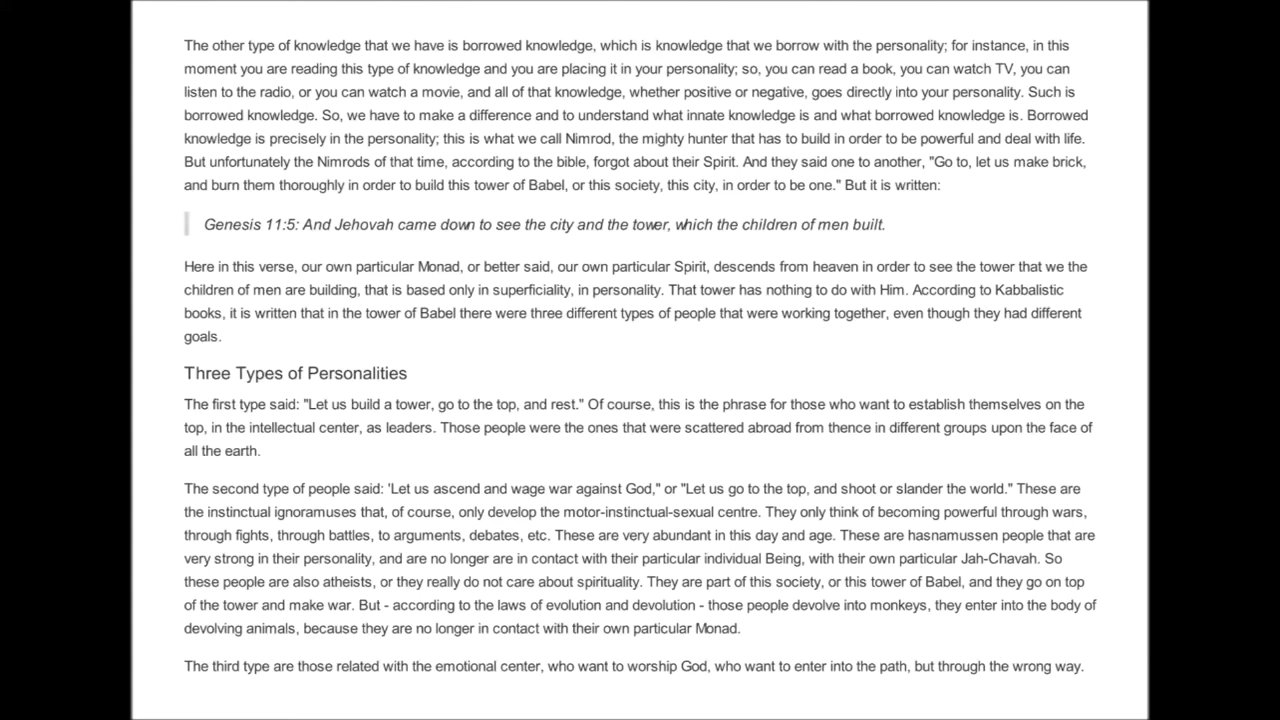 The other type of knowledge that we have is borrowed knowledge, which is knowledge that we borrow with the personality; for instance, in this
moment you are reading this type of knowledge and you are placing it in your personality; so, you can read a book, you can watch TV, you can
listen to the radio, or you can watch a movie, and all of that knowledge, whether positive or negative, goes directly into your personality. Such is
borrowed knowledge. So, we have to make a difference and to understand what innate knowledge is and what borrowed knowledge is. Borrowed
knowledge is precisely in the personality; this is what we call Nimrod, the mighty hunter that has to build in order to be powerful and deal with life.
But unfortunately the Nimrods of that time, according to the bible, forgot about their Spirit. And they said one to another, "Go to, let us make brick,
and burn them thoroughly in order to build this tower of Babel, or this society, this city, in order to be one." But it is written:
Genesis 11:5: And Jehovah came down to see the city and the tower, which the children of men built.
Here in this verse, our own particular Monad, or better said, our own particular Spirit, descends from heaven in order to see the tower that we the
children of men are building, that is based only in superficiality, in personality. That tower has nothing to do with Him. According to Kabbalistic
books, it is written that in the tower of Babel there were three different types of people that were working together, even though they had different
goals.
Three Types of Personalities
The first type said: "Let us build a tower, go to the top, and rest." Of course, this is the phrase for those who want to establish themselves on the
top, in the intellectual center, as leaders. Those people were the ones that were scattered abroad from thence in different groups upon the face of
all the earth.
The second type of people said: 'Let us ascend and wage war against God," or "Let us go to the top, and shoot or slander the world." These are
the instinctual ignoramuses that, of course, only develop the motor-instinctual-sexual centre. They only think of becoming powerful through wars,
through fights, through battles, to arguments, debates, etc. These are very abundant in this day and age. These are hasnamussen people that are
very strong in their personality, and are no longer are in contact with their particular individual Being, with their own particular Jah-Chavah. So
these people are also atheists, or they really do not care about spirituality. They are part of this society, or this tower of Babel, and they go on top
of the tower and make war. But - according to the laws of evolution and devolution - those people devolve into monkeys, they enter into the body of
devolving animals, because they are no longer in contact with their own particular Monad.
The third type are those related with the emotional center, who want to worship God, who want to enter into the path, but through the wrong way.